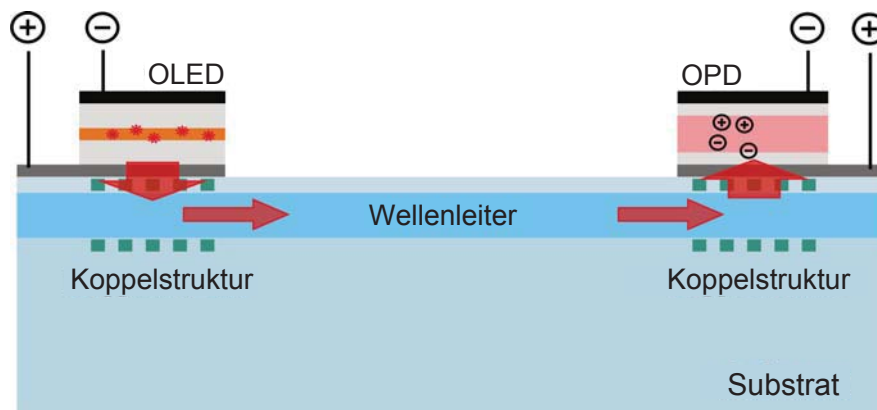 + − − +
OLED OPD
+ +
− −
Wellenleiter
Koppelstruktur Koppelstruktur
Substrat